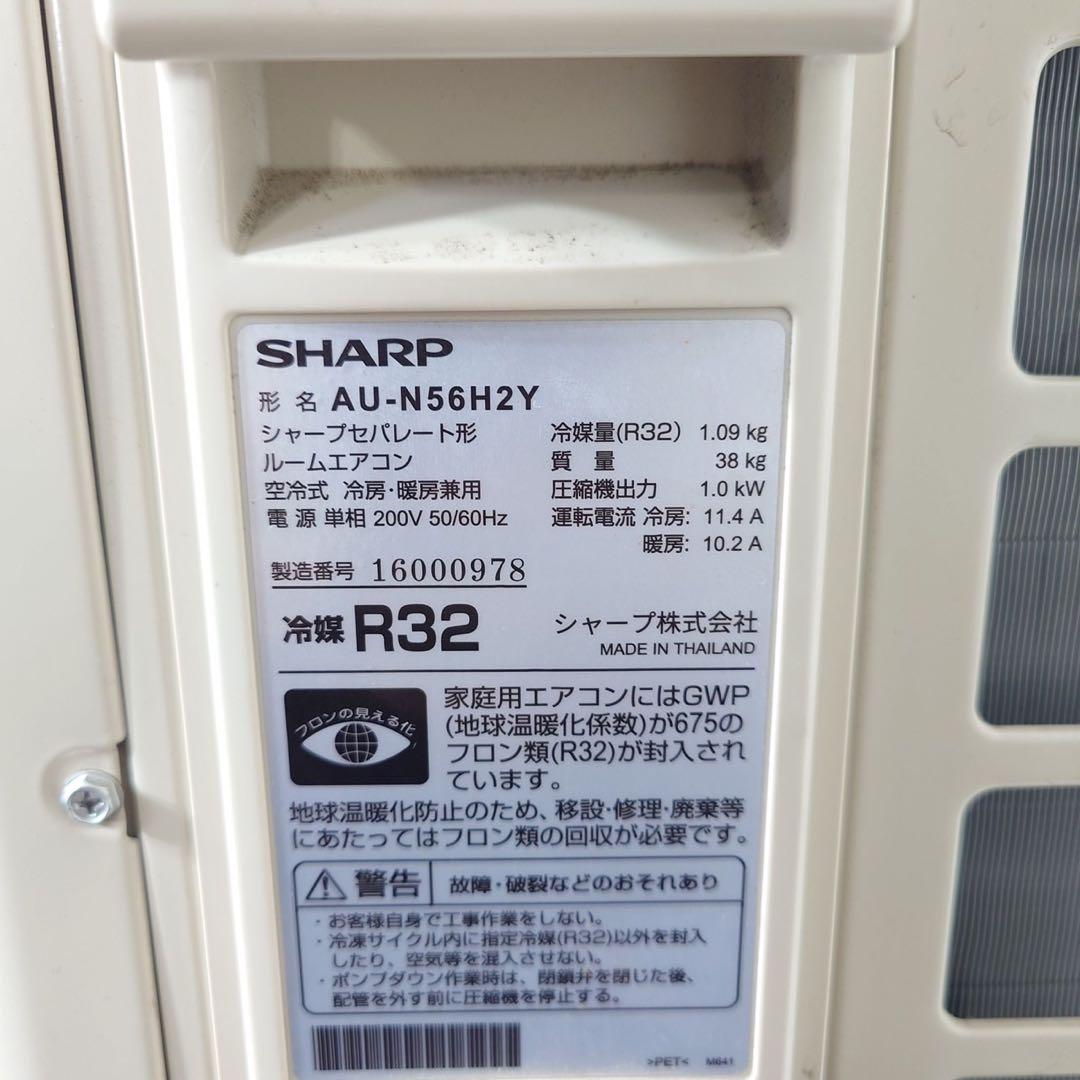 SHARP
形名 AU-N56H2Y
シャープセパレート形
ルームエアコン
空冷式 冷房・暖房兼用
電源 単相 200V 50/60Hz
冷媒量(R32) 1.09 kg
質量 38 kg
圧縮機出力 1.0 kW
運転電流 冷房: 11.4 A
暖房: 10.2 A
製造番号 16000978
冷媒 R32
シャープ株式会社
MADE IN THAILAND
フロンの見える化
家庭用エアコンにはGWP
(地球温暖化係数)が675の
フロン類(R32)が封入され
ています。
地球温暖化防止のため、移設・修理・廃棄等
にあたってはフロン類の回収が必要です。
警告 故障・破裂などのおそれあり
・お客様自身で工事作業をしない。
・冷凍サイクル内に指定冷媒(R32)以外を封入
したり、空気等を混入させない。
・ポンプダウン作業時は、閉鎖弁を閉じた後、
配管を外す前に圧縮機を停止する。
>PET< M641